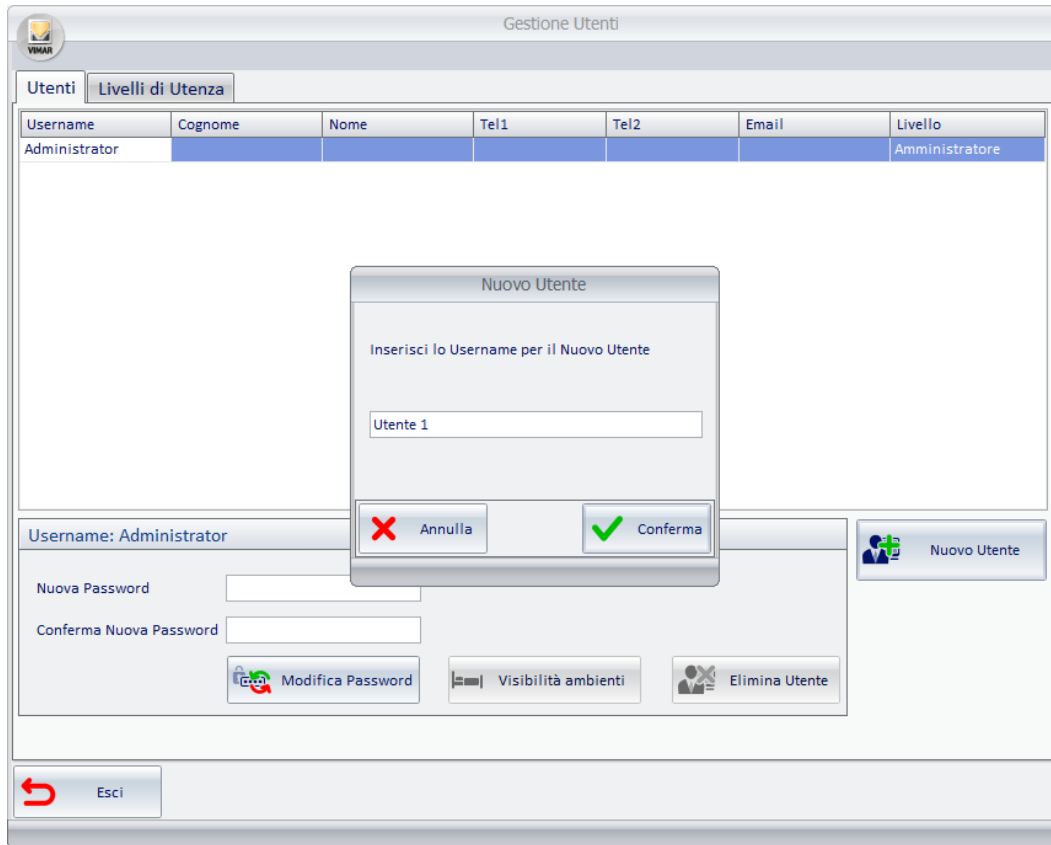 Gestione Utenti
VIMAR
Utenti Livelli di Utenza
Username Cognome Nome Tel1 Tel2 Email Livello
Administrator Amministratore
Nuovo Utente
Inserisci lo Username per il Nuovo Utente
Utente 1
Annulla Conferma
Username: Administrator
Nuovo Utente
Nuova Password
Conferma Nuova Password
Modifica Password Visibilità ambienti Elimina Utente
Esci